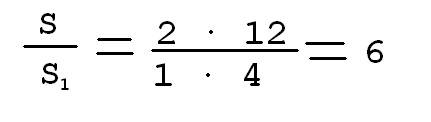 S/S₁ = (2 · 12)/(1 · 4) = 6